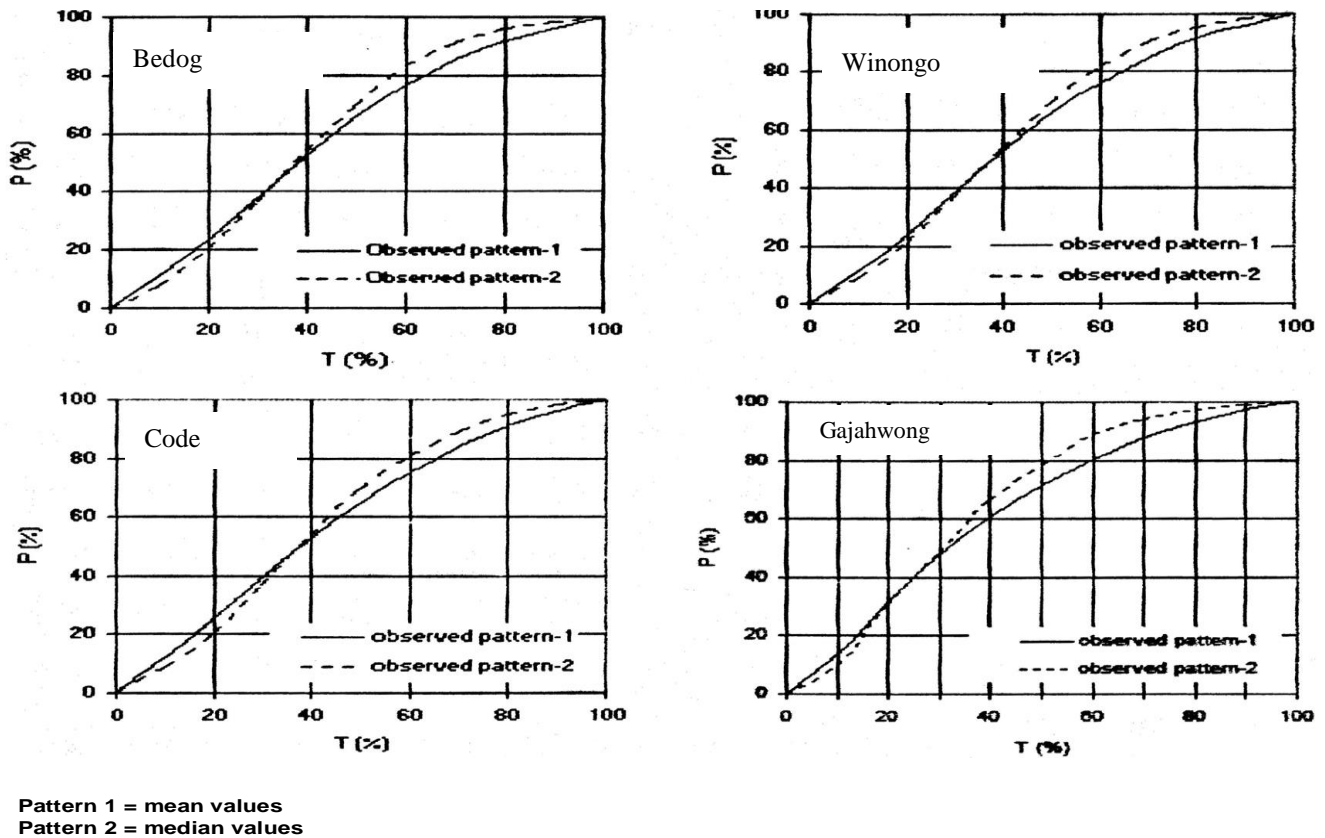 100
80
60
40
20
0
P (%)
Bedog
Observed pattern-1
Observed pattern-2
0 20 40 60 80 100
T (%)
100
80
60
40
20
0
P (%)
Winongo
observed pattern-1
observed pattern-2
0 20 40 60 80 100
T (%)
100
80
60
40
20
0
P (%)
Code
observed pattern-1
observed pattern-2
0 20 40 60 80 100
T (%)
100
80
60
40
20
0
P (%)
Gajahwong
observed pattern-1
observed pattern-2
0 20 40 60 80 100
T (%)
Pattern 1 = mean values
Pattern 2 = median values